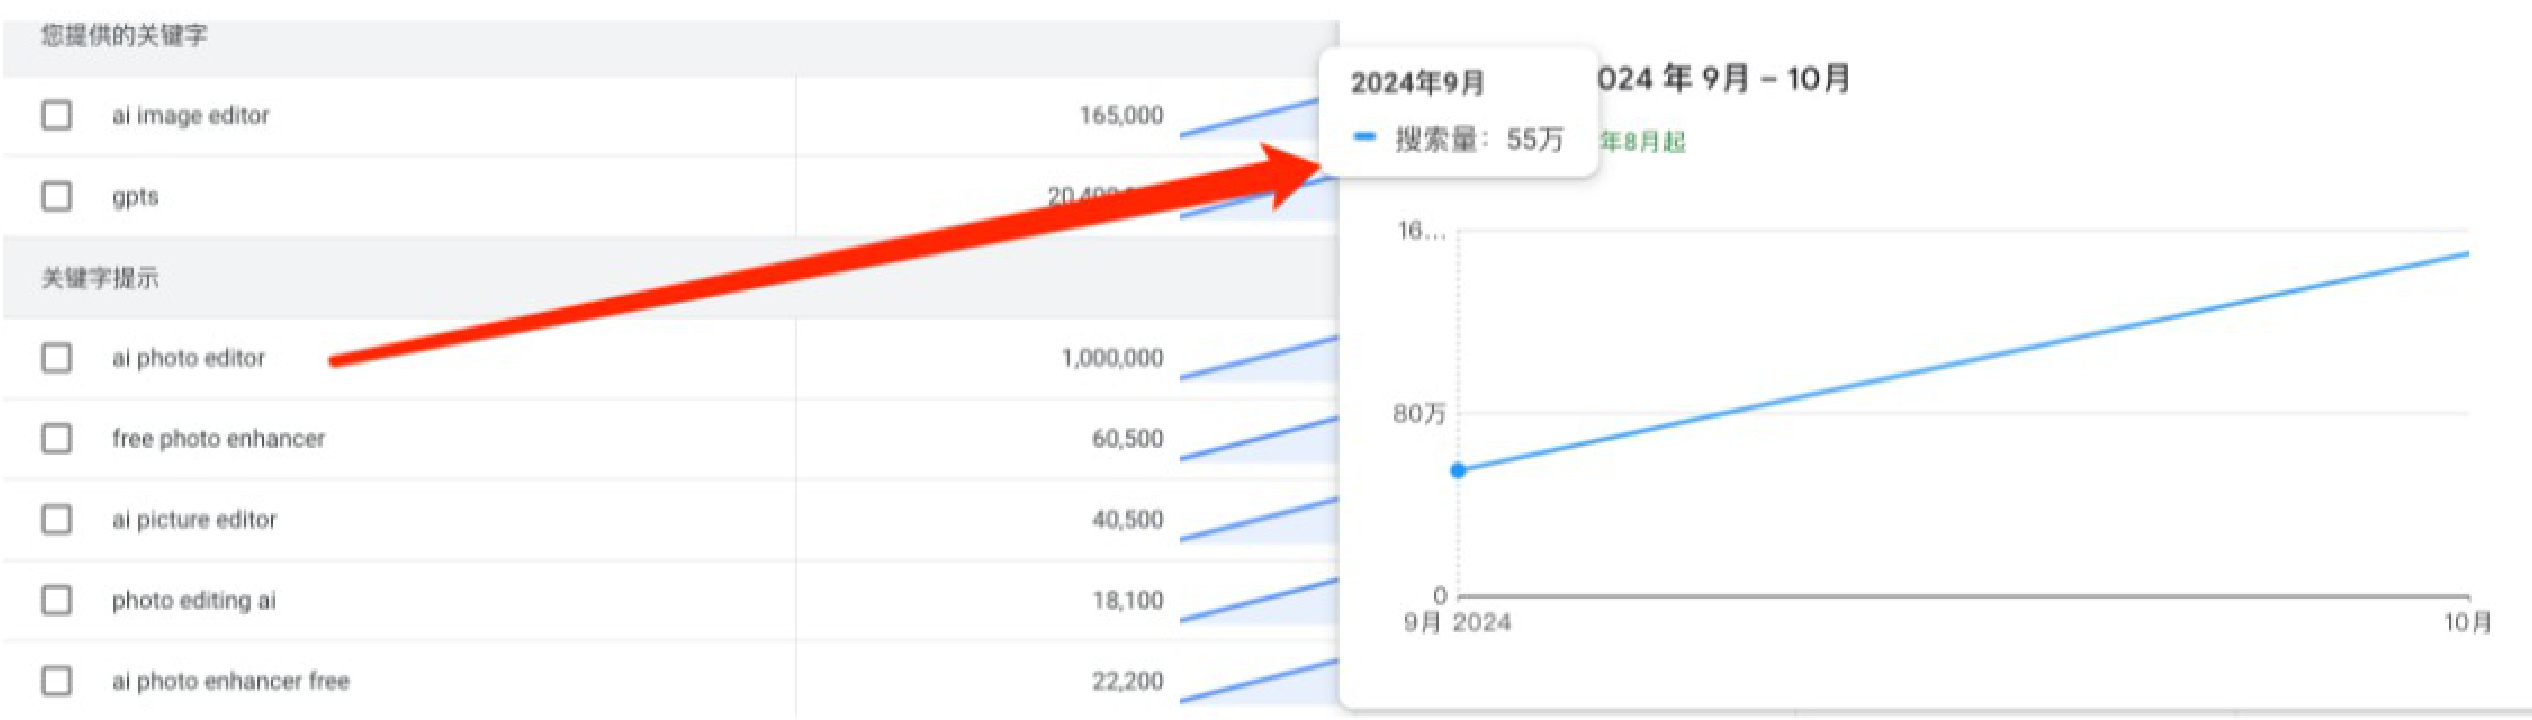 您提供的关键字
ai image editor 165,000
gpts
关键字提示
ai photo editor 1,000,000
free photo enhancer 60,500
ai picture editor 40,500
photo editing ai 18,100
ai photo enhancer free 22,200
2024年9月
搜索量： 55万
024 年 9月 – 10月
年8月起
16...
80万
0
9月 2024
10月